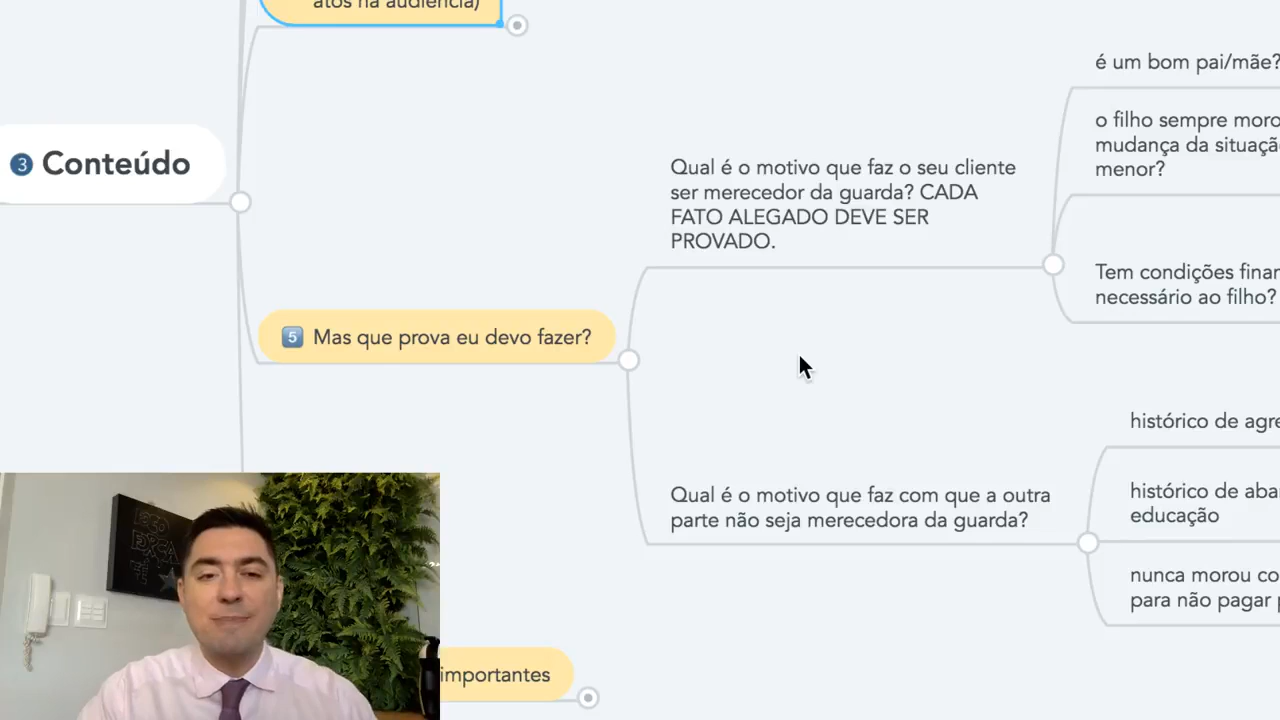 atos na audiência)
3 Conteúdo
Qual é o motivo que faz o seu cliente
ser merecedor da guarda? CADA
FATO ALEGADO DEVE SER
PROVADO.
é um bom pai/mãe?
o filho sempre moro
mudança da situaçã
menor?
Tem condições finan
necessário ao filho?
5 Mas que prova eu devo fazer?
Qual é o motivo que faz com que a outra
parte não seja merecedora da guarda?
histórico de agre
histórico de aba
educação
nunca morou co
para não pagar p
importantes